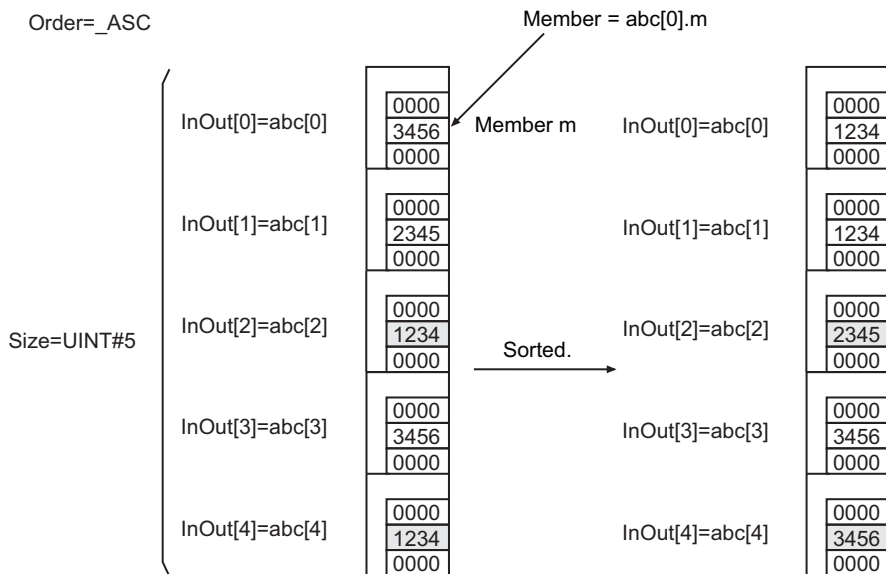 Order=_ASC
Member = abc[0].m
Size=UINT#5
InOut[0]=abc[0]
0000
3456
0000
Member m
InOut[1]=abc[1]
0000
2345
0000
InOut[2]=abc[2]
0000
1234
0000
InOut[3]=abc[3]
0000
3456
0000
InOut[4]=abc[4]
0000
1234
0000
Sorted.
InOut[0]=abc[0]
0000
1234
0000
InOut[1]=abc[1]
0000
1234
0000
InOut[2]=abc[2]
0000
2345
0000
InOut[3]=abc[3]
0000
3456
0000
InOut[4]=abc[4]
0000
3456
0000